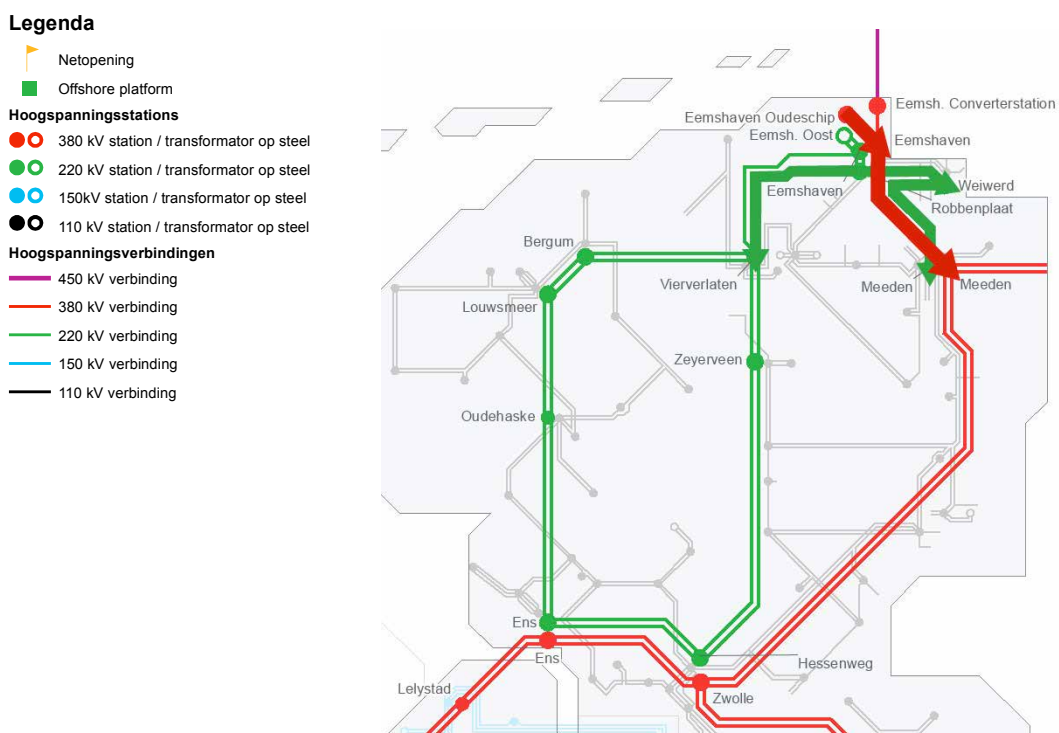 Legenda
Netopening
Offshore platform
Hoogspanningsstations
380 kV station / transformator op steel
220 kV station / transformator op steel
150kV station / transformator op steel
110 kV station / transformator op steel
Hoogspanningsverbindingen
450 kV verbinding
380 kV verbinding
220 kV verbinding
150 kV verbinding
110 kV verbinding
Eemsh. Converterstation
Eemshaven Oudeschip
Eemsh. Oost
Eemshaven
Eemshaven
Weiwerd
Robbenplaat
Bergum
Vierverlaten
Meeden
Meeden
Louwsmeer
Zeyerveen
Oudehaske
Ens
Ens
Hessenweg
Lelystad
Zwolle